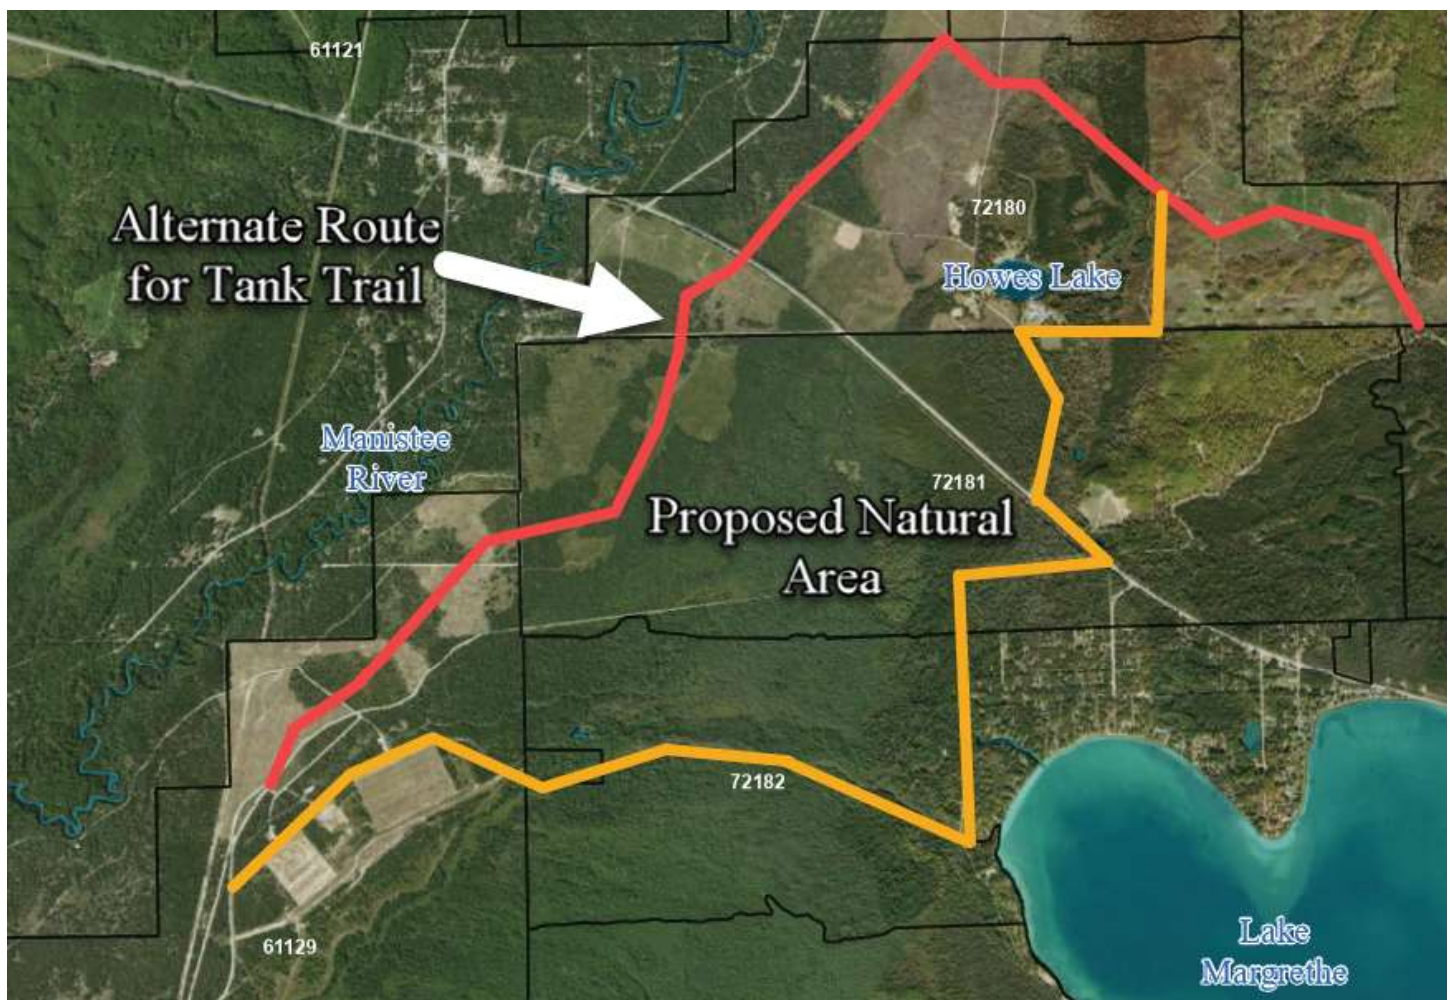 61121
Alternate Route
for Tank Trail
72180
Howes Lake
Manistee
River
72181
Proposed Natural
Area
72182
61129
Lake
Margrethe